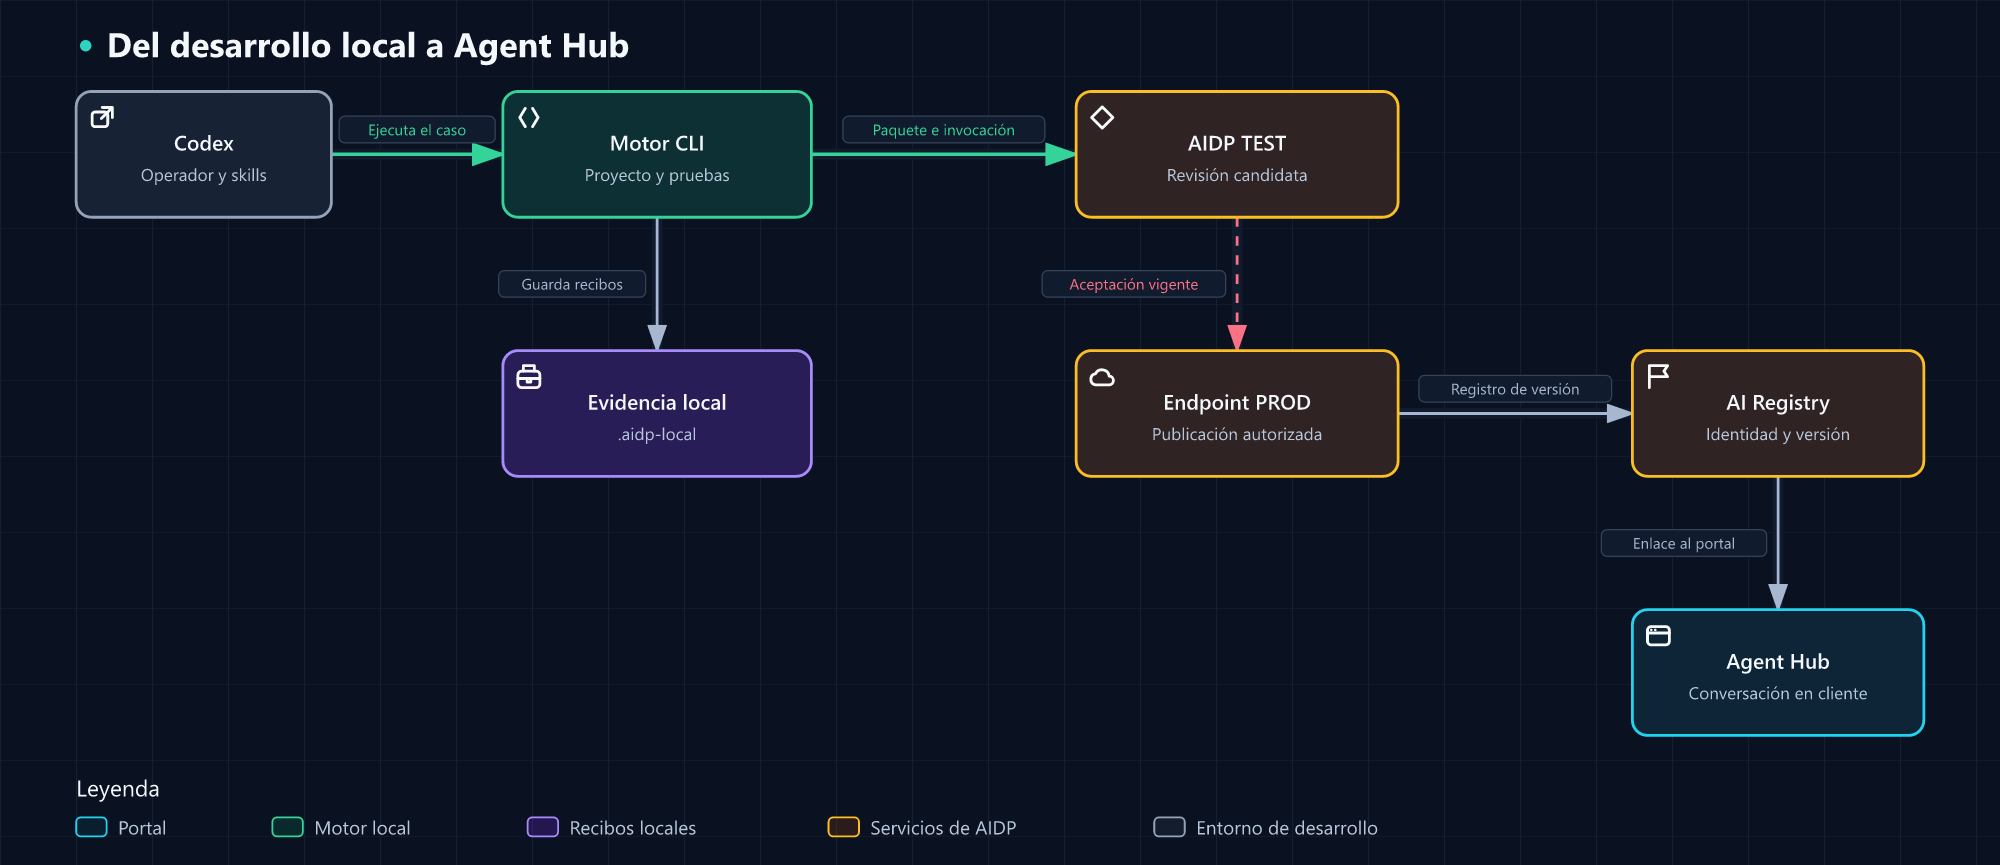 Del desarrollo local a Agent Hub
Codex
Operador y skills
Ejecuta el caso
Motor CLI
Proyecto y pruebas
Paquete e invocación
AIDP TEST
Revisión candidata
Guarda recibos
Aceptación vigente
Evidencia local
.aidp-local
Endpoint PROD
Publicación autorizada
Registro de versión
AI Registry
Identidad y versión
Enlace al portal
Agent Hub
Conversación en cliente
Leyenda
Portal
Motor local
Recibos locales
Servicios de AIDP
Entorno de desarrollo